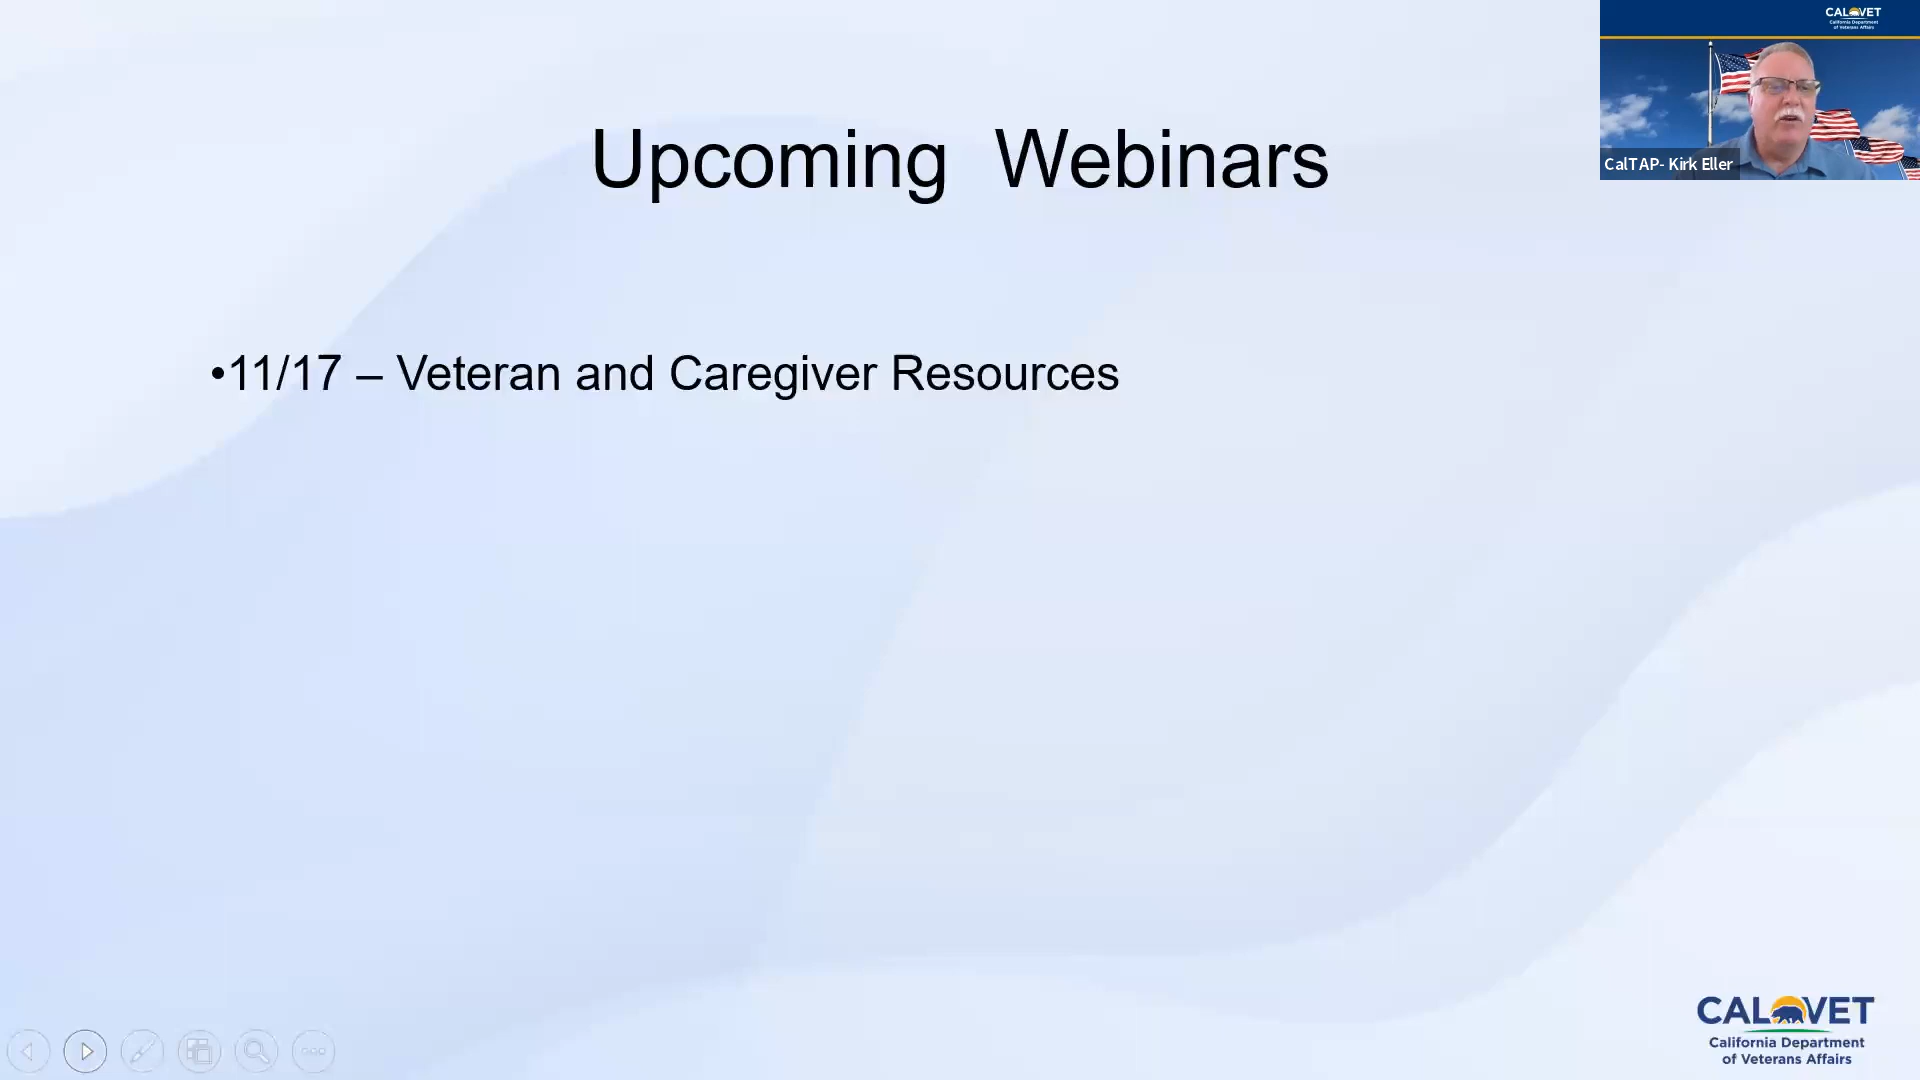 CALVET
California Department
of Veterans Affairs
CalTAP- Kirk Eller
Upcoming Webinars
•11/17 – Veteran and Caregiver Resources
CALVET
California Department
of Veterans Affairs